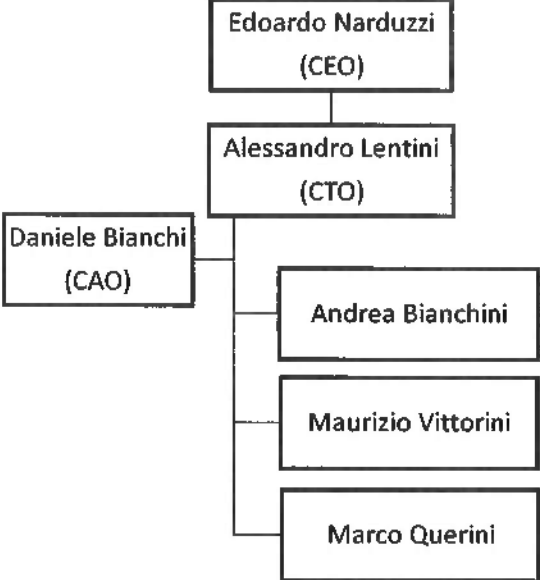 Edoardo Narduzzi
(CEO)
Alessandro Lentini
(CTO)
Daniele Bianchi
(CAO)
Andrea Bianchini
Maurizio Vittorini
Marco Querini